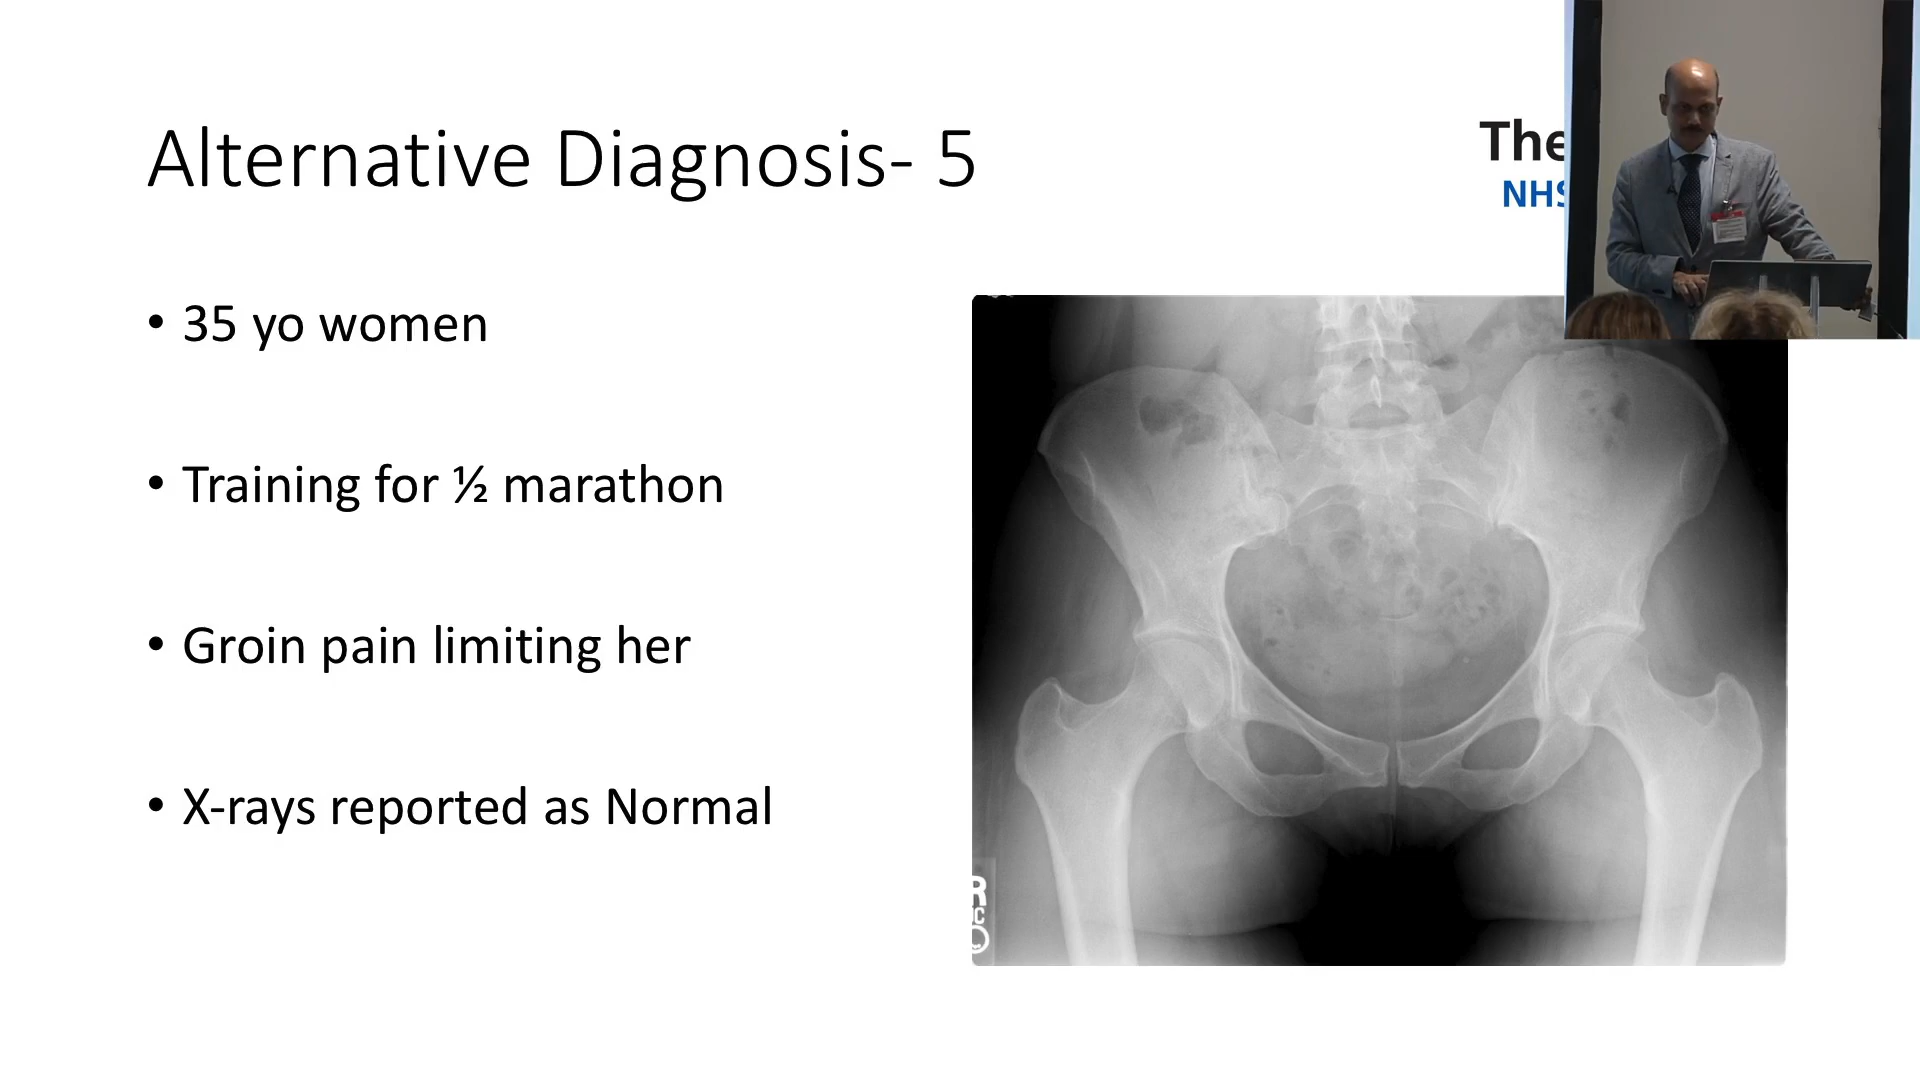 Alternative Diagnosis- 5
The
NHS
• 35 yo women
• Training for ½ marathon
• Groin pain limiting her
• X-rays reported as Normal
R